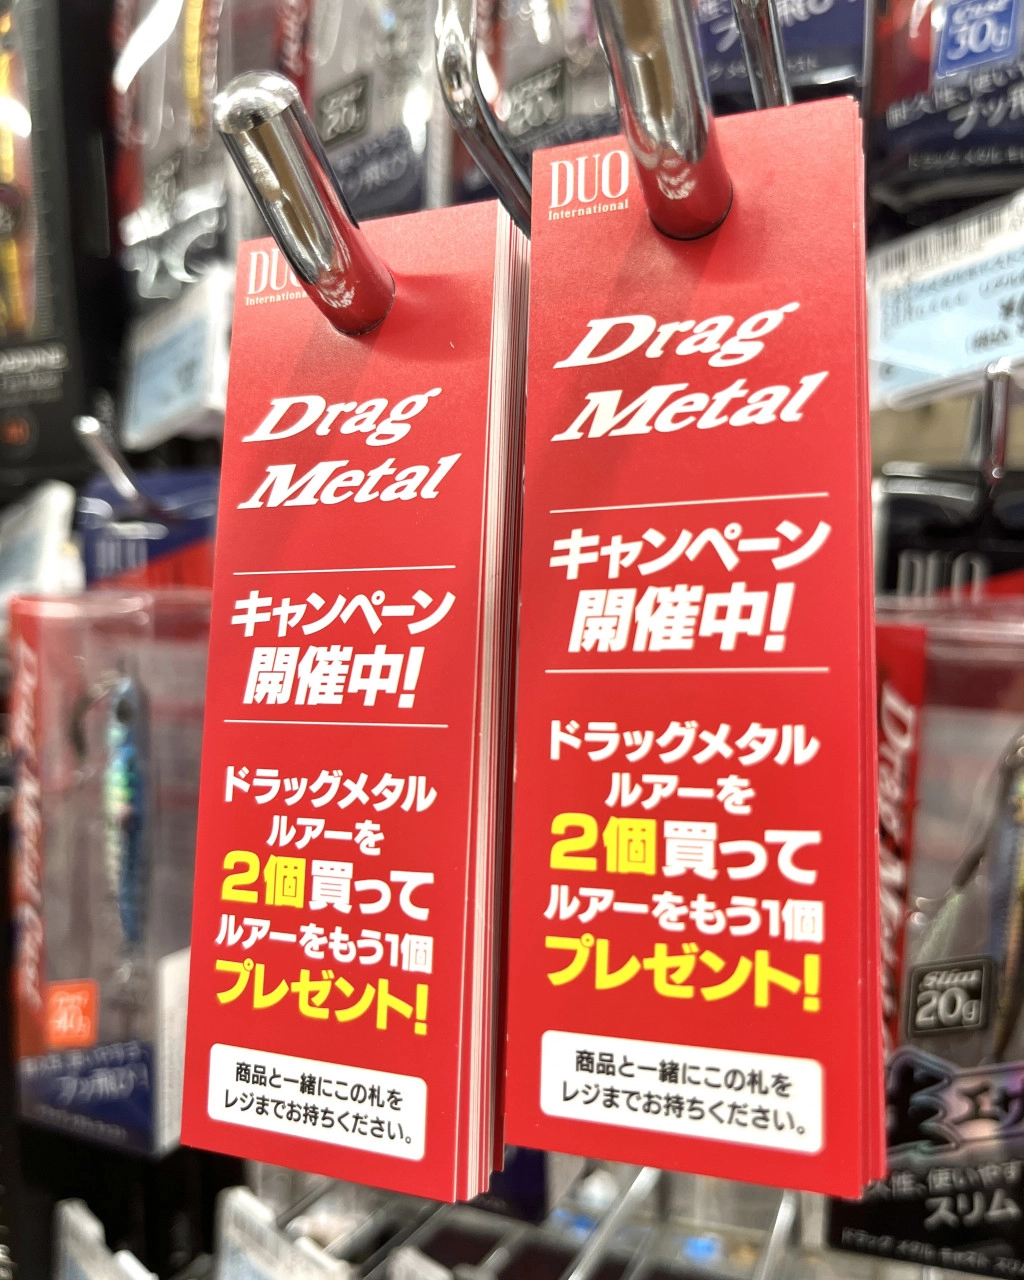 DUO
International
Drag
Metal
キャンペーン
開催中!
ドラッグメタル
ルアーを
2個買って
ルアーをもう1個
プレゼント!
商品と一緒にこの札を
レジまでお持ちください。
DUO
International
Drag
Metal
キャンペーン
開催中!
ドラッグメタル
ルアーを
2個買って
ルアーをもう1個
プレゼント!
商品と一緒にこの札を
レジまでお持ちください。
30g
20g
DUO
DUO
40g
Slim
20g
スリム